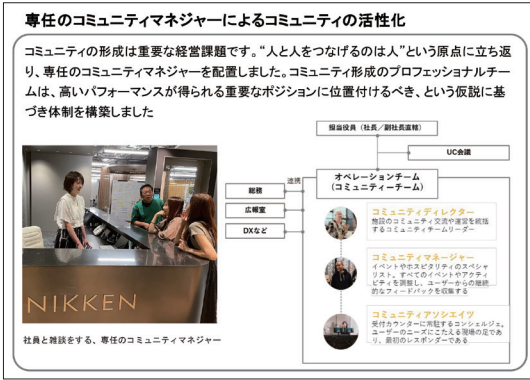 専任のコミュニティマネジャーによるコミュニティの活性化
コミュニティの形成は重要な経営課題です。“人と人をつなげるのは人”という原点に立ち返
り、専任のコミュニティマネジャーを配置しました。コミュニティ形成のプロフェッショナルチー
ムは、高いパフォーマンスが得られる重要なポジションに位置付けるべき、という仮説に基
づき体制を構築しました
担当役員(社長/副社長直轄)
UC会議
連携
オペレーションチーム
(コミュニティーチーム)
総務
広報室
DXなど
コミュニティディレクター
施設のコミュニティ交流や運営を統括
するコミュニティチームリーダー
コミュニティマネージャー
イベントやホスピタリティのスペシャ
リスト。すべてのイベントやアクティ
ビティを調整し、ユーザーからの継続
的なフィードバックを収集する
コミュニティアソシエイツ
受付カウンターに常駐するコンシェルジェ。
ユーザーのニーズにこたえる現場の足であ
り、最初のレスポンダーである
NIKKEN
社員と雑談をする、専任のコミュニティマネジャー